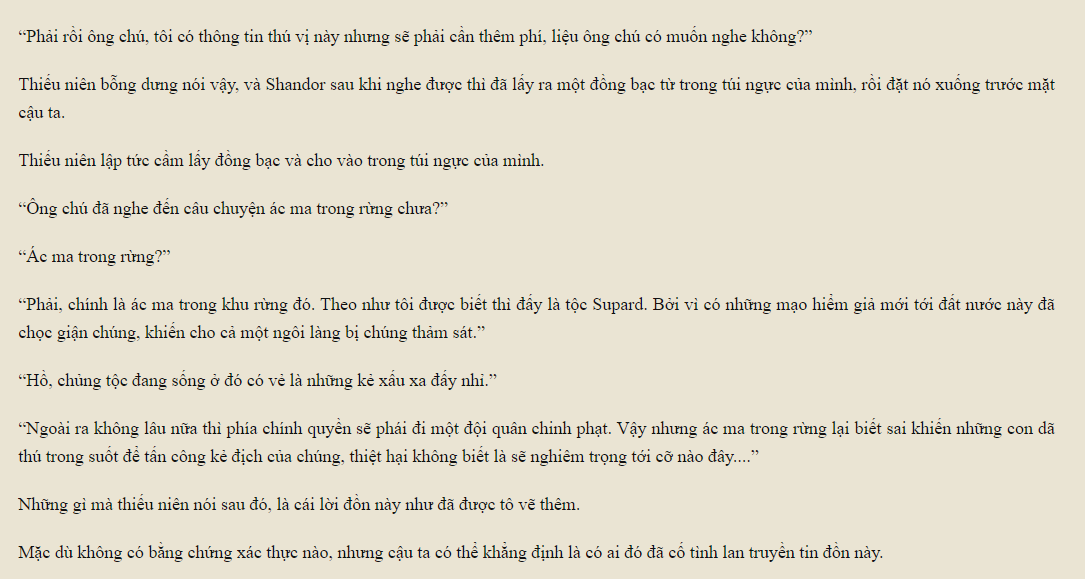 “Phải rồi ông chú, tôi có thông tin thú vị này nhưng sẽ phải cần thêm phí, liệu ông chú có muốn nghe không?”
Thiếu niên bỗng dưng nói vậy, và Shandor sau khi nghe được thì đã lấy ra một đồng bạc từ trong túi ngực của mình, rồi đặt nó xuống trước mặt
cậu ta.
Thiếu niên lập tức cầm lấy đồng bạc và cho vào trong túi ngực của mình.
“Ông chú đã nghe đến câu chuyện ác ma trong rừng chưa?”
“Ác ma trong rừng?”
“Phải, chính là ác ma trong khu rừng đó. Theo như tôi được biết thì đấy là tộc Supard. Bởi vì có những mạo hiểm giả mới tới đất nước này đã
chọc giận chúng, khiến cho cả một ngôi làng bị chúng thảm sát.”
“Hồ, chủng tộc đang sống ở đó có vẻ là những kẻ xấu xa đấy nhỉ.”
“Ngoài ra không lâu nữa thì phía chính quyền sẽ phái đi một đội quân chinh phạt. Vậy nhưng ác ma trong rừng lại biết sai khiến những con dã
thú trong suốt để tấn công kẻ địch của chúng, thiệt hại không biết là sẽ nghiêm trọng tới cỡ nào đây....”
Những gì mà thiếu niên nói sau đó, là cái lời đồn này như đã được tô vẽ thêm.
Mặc dù không có bằng chứng xác thực nào, nhưng cậu ta có thể khẳng định là có ai đó đã cố tình lan truyền tin đồn này.